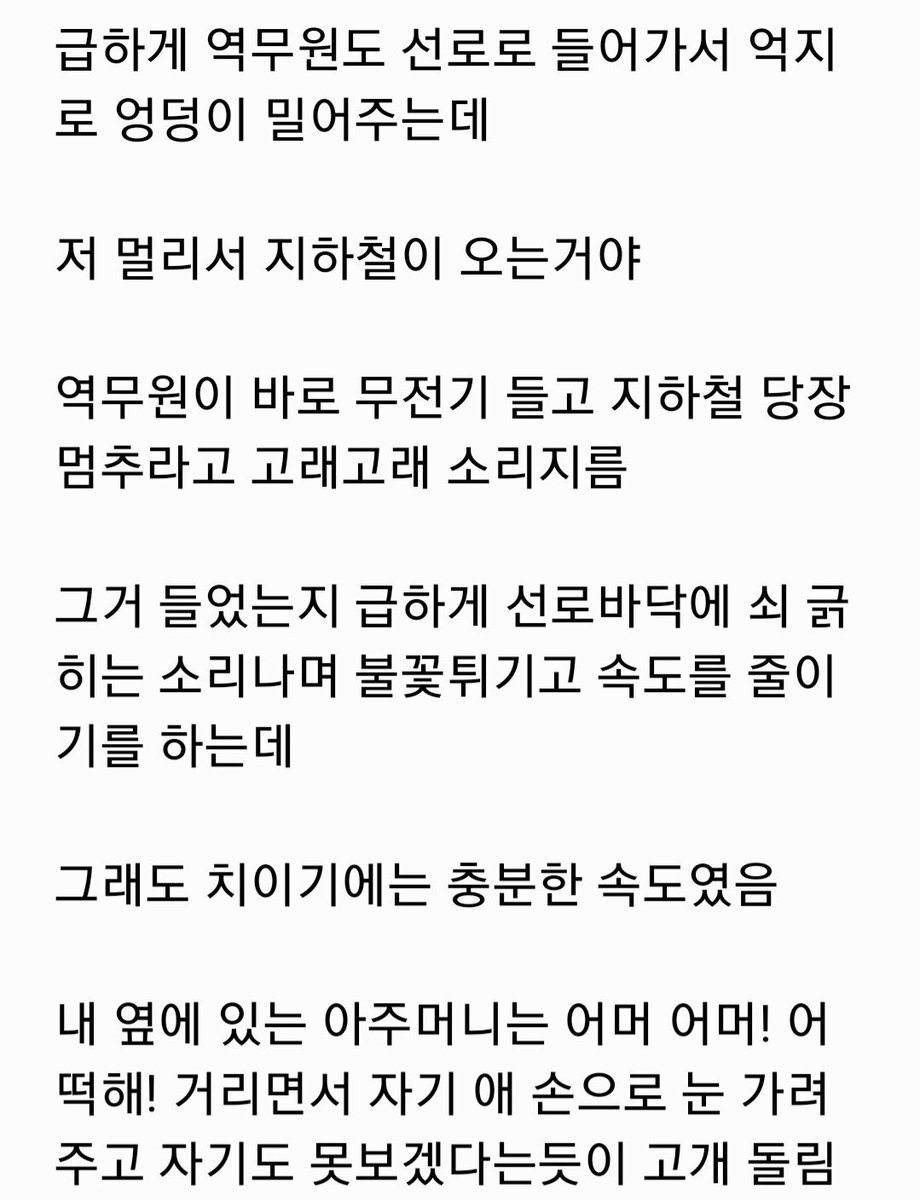 급하게 역무원도 선로로 들어가서 억지
로 엉덩이 밀어주는데
저 멀리서 지하철이 오는거야
역무원이 바로 무전기 들고 지하철 당장
멈추라고 고래고래 소리지름
그거 들었는지 급하게 선로바닥에 쇠 긁
히는 소리나며 불꽃튀기고 속도를 줄이
기를 하는데
그래도 치이기에는 충분한 속도였음
내 옆에 있는 아주머니는 어머 어머! 어
떡해! 거리면서 자기 애 손으로 눈 가려
주고 자기도 못보겠다는듯이 고개 돌림